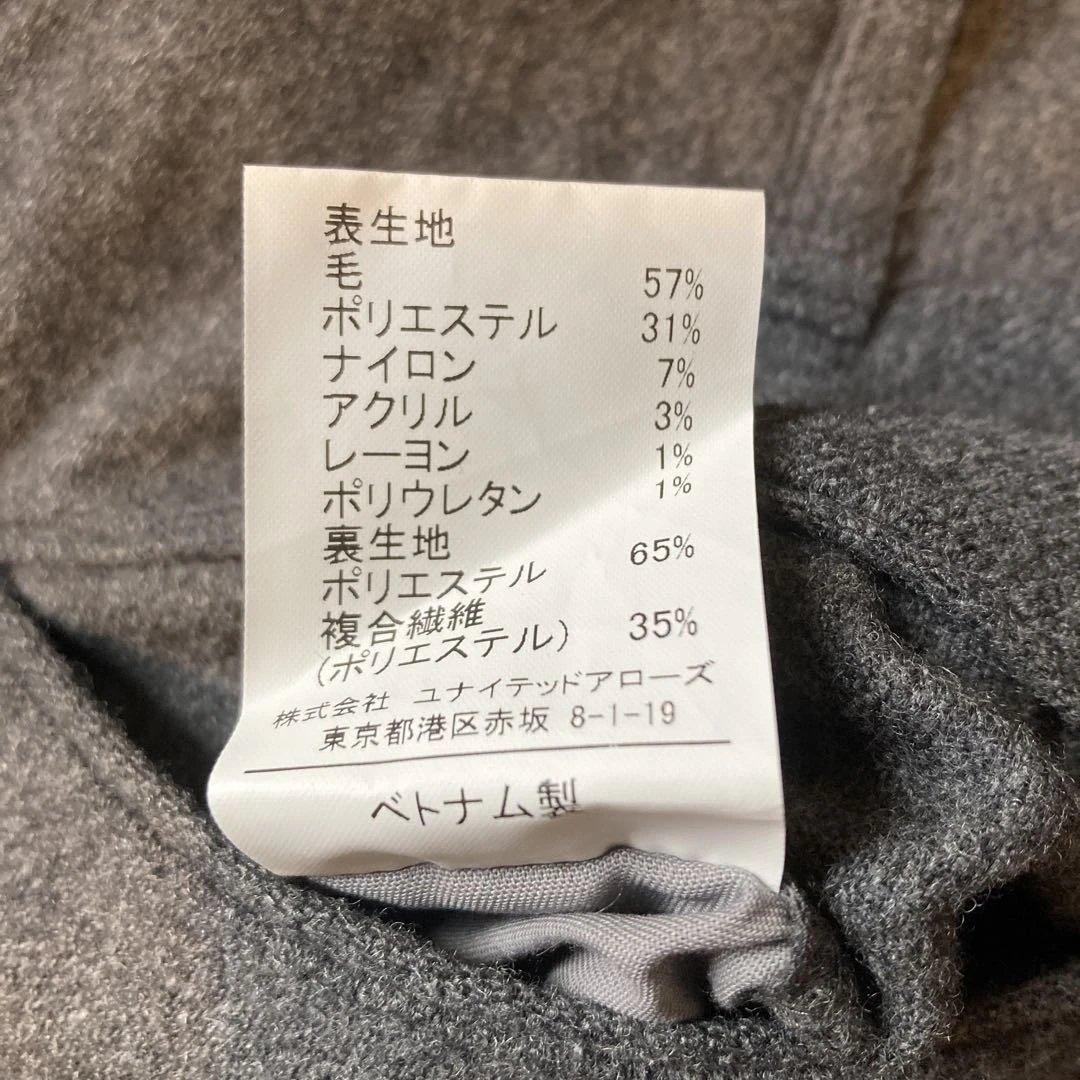 表生地
毛 57%
ポリエステル 31%
ナイロン 7%
アクリル 3%
レーヨン 1%
ポリウレタン 1%
裏生地
ポリエステル 65%
複合繊維
(ポリエステル) 35%
株式会社 ユナイテッドアローズ
東京都港区赤坂 8-1-19
ベトナム製